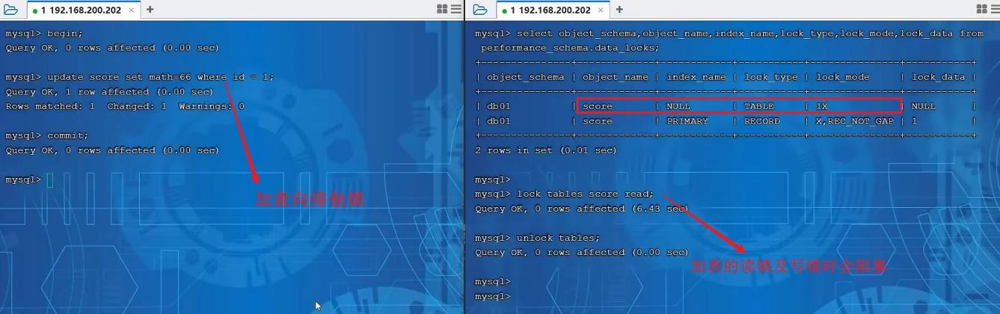 1 192.168.200.202 × +
mysql> begin;
Query OK, 0 rows affected (0.00 sec)
mysql> update score set math=66 where id = 1;
Query OK, 1 row affected (0.00 sec)
Rows matched: 1  Changed: 1  Warnings: 0
mysql> commit;
Query OK, 0 rows affected (0.00 sec)
mysql>
加意向排他锁
1 192.168.200.202 × +
mysql> select object_schema,object_name,index_name,lock_type,lock_mode,lock_data from
performance_schema.data_locks;
+---------------+-------------+------------+-----------+---------------+-----------+
| object_schema | object_name | index_name | lock_type | lock_mode     | lock_data |
+---------------+-------------+------------+-----------+---------------+-----------+
| db01          | score       | NULL       | TABLE     | IX            | NULL      |
| db01          | score       | PRIMARY    | RECORD    | X,REC_NOT_GAP | 1         |
+---------------+-------------+------------+-----------+---------------+-----------+
2 rows in set (0.01 sec)
mysql>
mysql> lock tables score read;
Query OK, 0 rows affected (6.43 sec)
mysql> unlock tables;
Query OK, 0 rows affected (0.00 sec)
加表的读锁及写锁时会阻塞
mysql>
mysql>